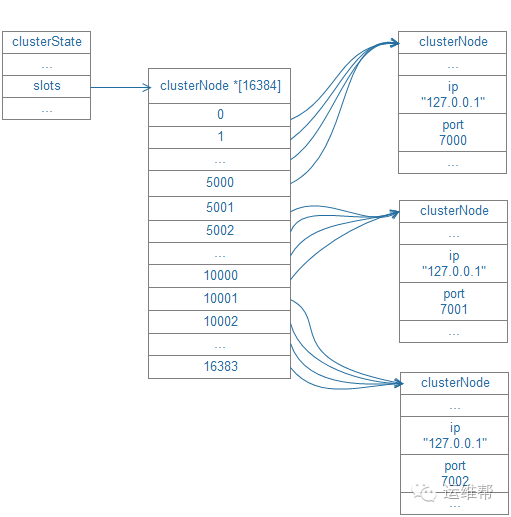 clusterState
...
slots
...
clusterNode *[16384]
0
1
...
5000
5001
5002
...
10000
10001
10002
...
16383
clusterNode
...
ip
"127.0.0.1"
port
7000
...
clusterNode
...
ip
"127.0.0.1"
port
7001
...
clusterNode
...
ip
"127.0.0.1"
port
7002
...
运维帮